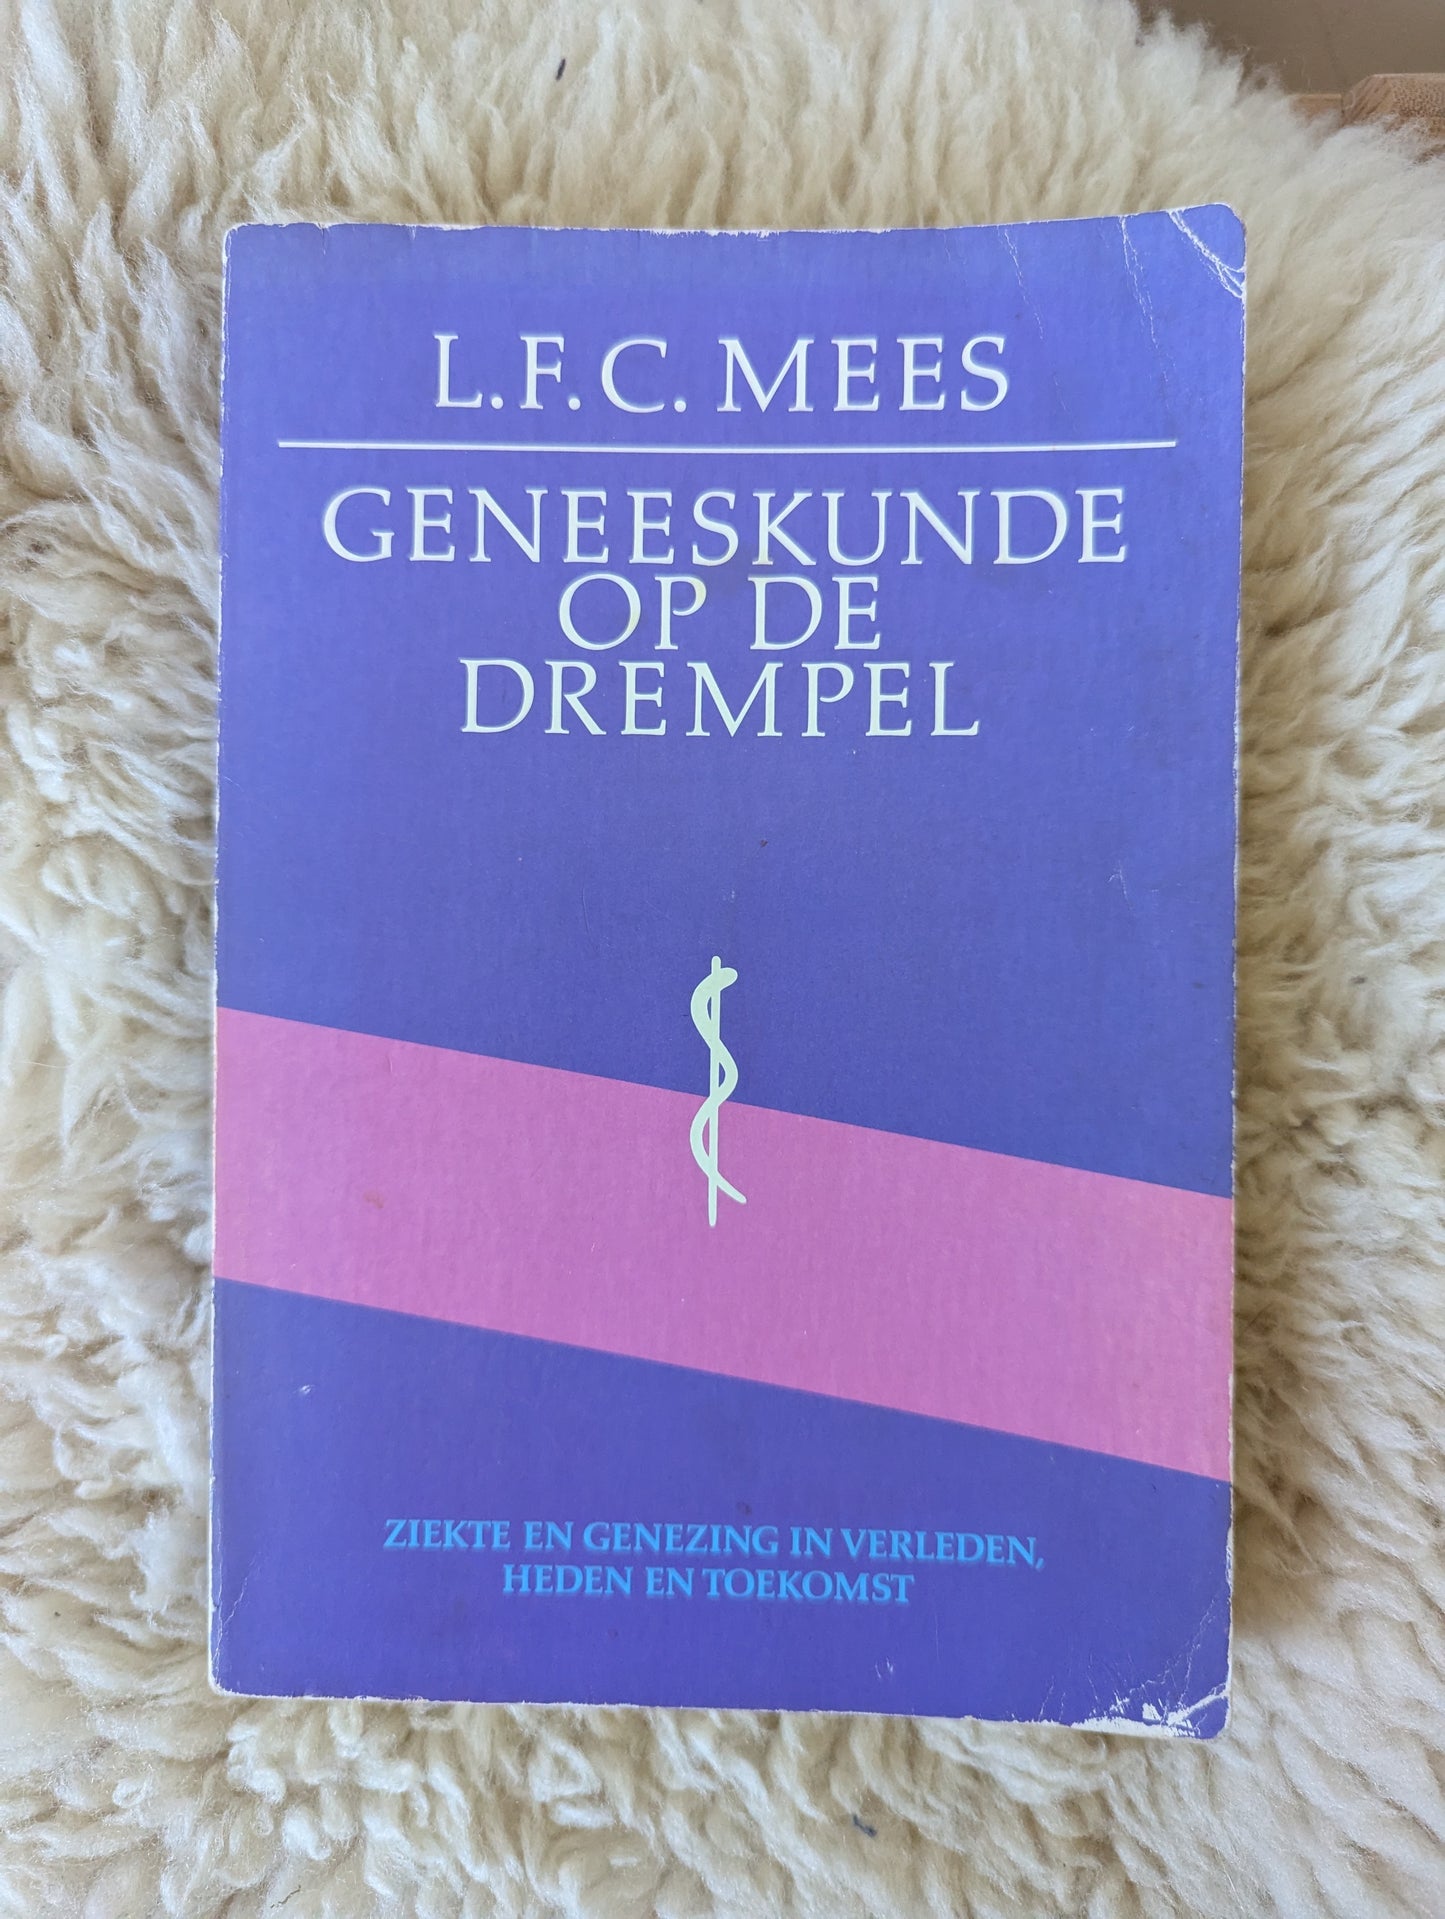 L.F.C. MEES
GENEESKUNDE
OP DE
DREMPEL
ZIEKTE EN GENEZING IN VERLEDEN,
HEDEN EN TOEKOMST